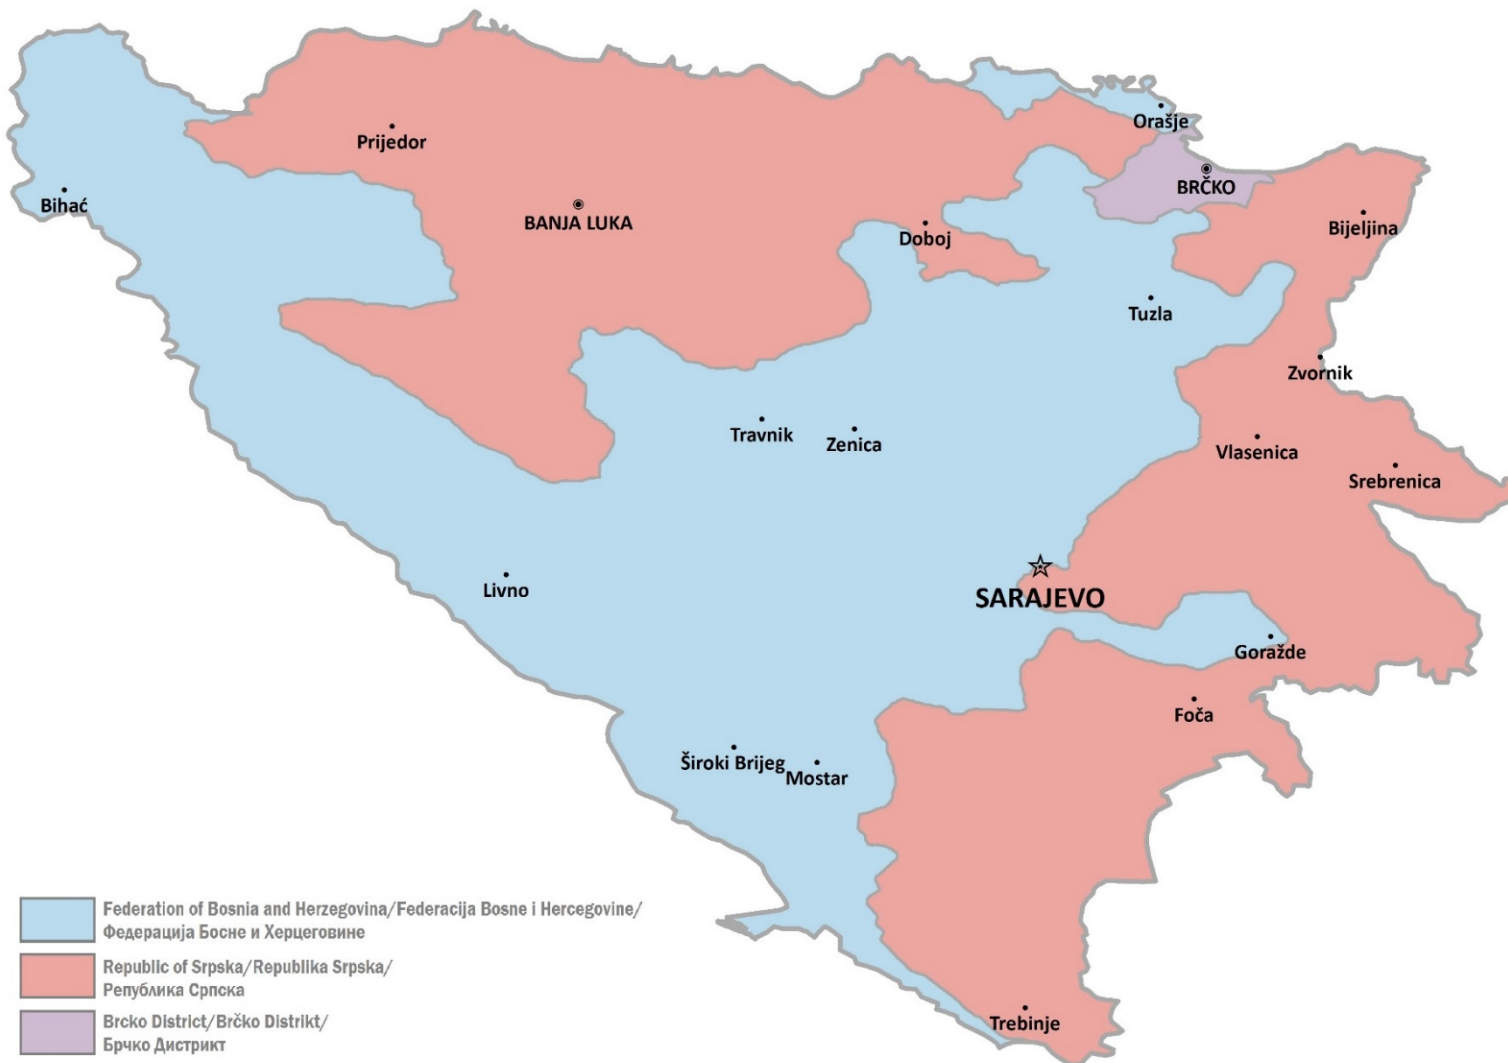 Orašje
Prijedor
BRČKO
Bihać
BANJA LUKA
Doboj
Bijeljina
Tuzla
Zvornik
Travnik
Zenica
Vlasenica
Srebrenica
Livno
SARAJEVO
Goražde
Foča
Široki Brijeg
Mostar
Trebinje
Federation of Bosnia and Herzegovina/Federacija Bosne i Hercegovine/
Федерација Босне и Херцеговине
Republic of Srpska/Republika Srpska/
Република Српска
Brcko District/Brčko Distrikt/
Брчко Дистрикт